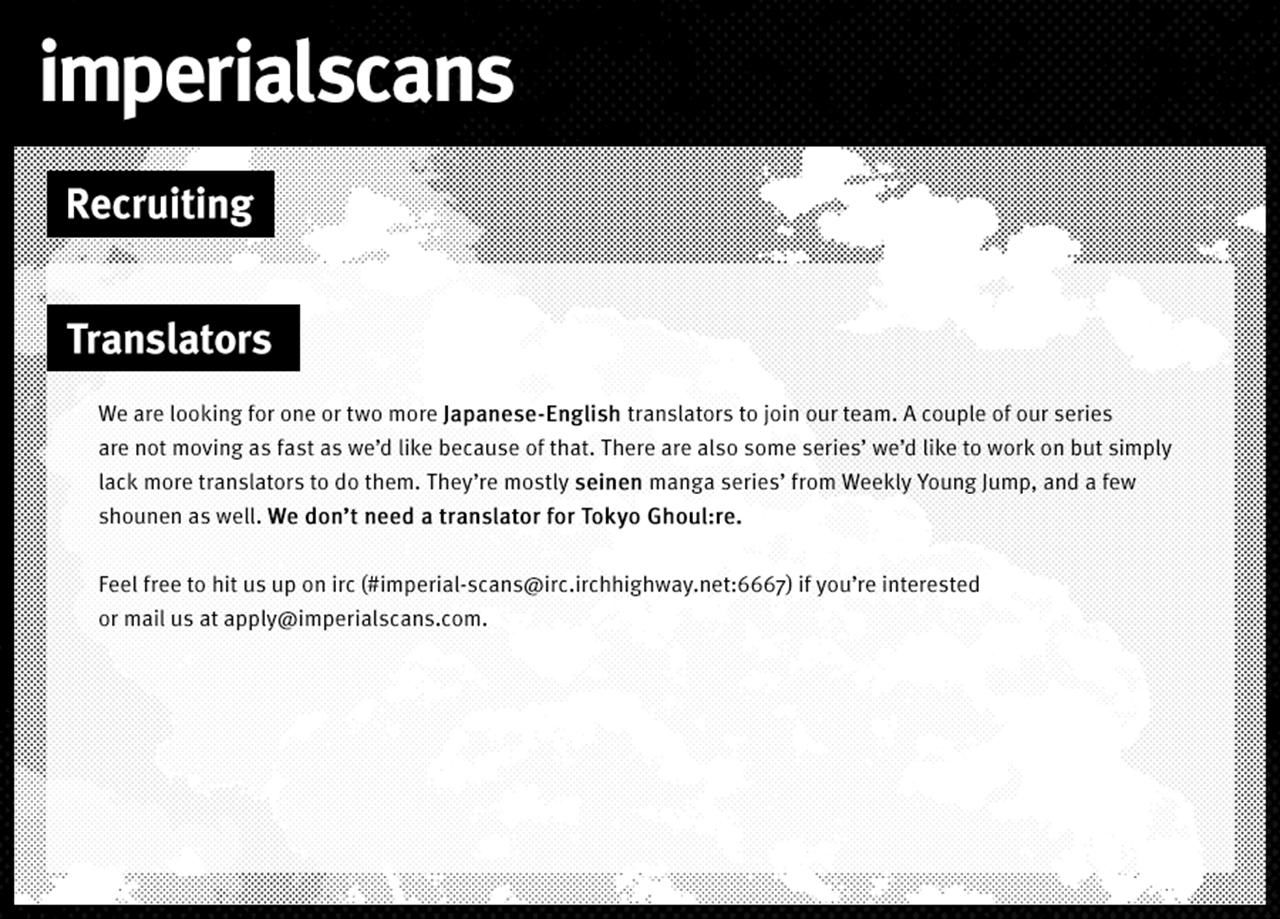 imperialscans
Recruiting
Translators
We are looking for one or two more Japanese-English translators to join our team. A couple of our series
are not moving as fast as we’d like because of that. There are also some series’ we’d like to work on but simply
lack more translators to do them. They’re mostly seinen manga series’ from Weekly Young Jump, and a few
shounen as well. We don’t need a translator for Tokyo Ghoul:re.
Feel free to hit us up on irc (#imperial-scans@irc.irchhighway.net:6667) if you’re interested
or mail us at apply@imperialscans.com.